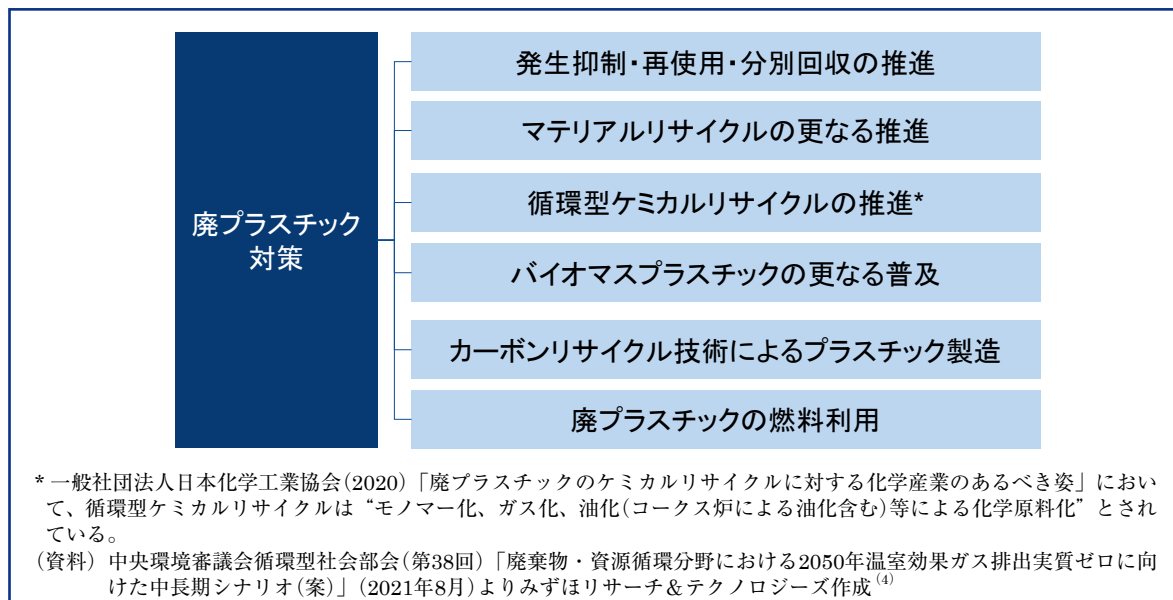 廃プラスチック
対策
発生抑制・再使用・分別回収の推進
マテリアルリサイクルの更なる推進
循環型ケミカルリサイクルの推進*
バイオマスプラスチックの更なる普及
カーボンリサイクル技術によるプラスチック製造
廃プラスチックの燃料利用
* 一般社団法人日本化学工業協会(2020)「廃プラスチックのケミカルリサイクルに対する化学産業のあるべき姿」におい
て、循環型ケミカルリサイクルは“モノマー化、ガス化、油化(コークス炉による油化含む)等による化学原料化”とされ
ている。
(資料) 中央環境審議会循環型社会部会(第38回)「廃棄物・資源循環分野における2050年温室効果ガス排出実質ゼロに向
けた中長期シナリオ(案)」(2021年8月)よりみずほリサーチ&テクノロジーズ作成(4)